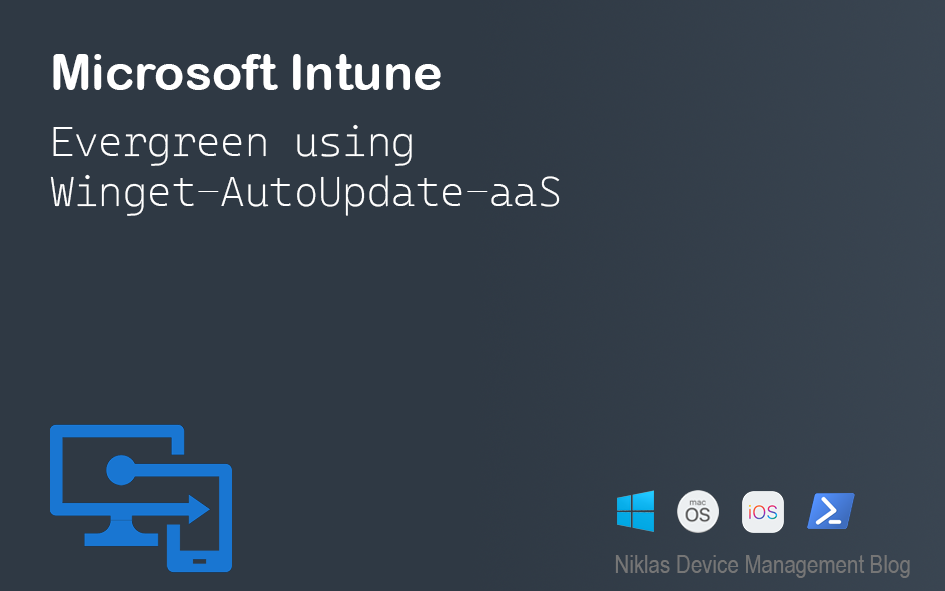 Microsoft Intune
Evergreen using
Winget-AutoUpdate-aaS
mac
OS
iOS
Niklas Device Management Blog